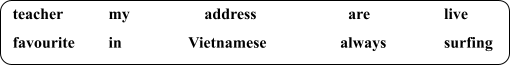 teacher my address are live
favourite in Vietnamese always surfing